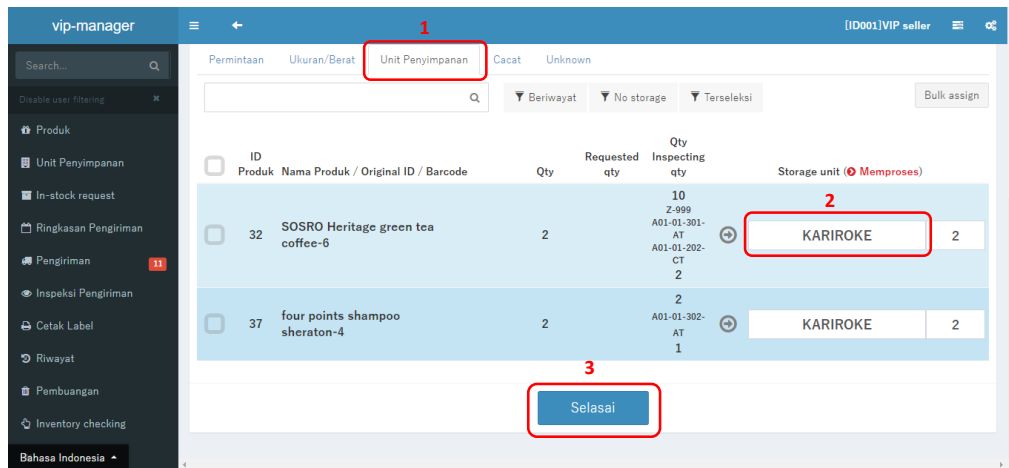 vip-manager
[ID001]VIP seller
1
Search...
Disable user filtering
Produk
Unit Penyimpanan
In-stock request
Ringkasan Pengiriman
Pengiriman 11
Inspeksi Pengiriman
Cetak Label
Riwayat
Pembuangan
Inventory checking
Bahasa Indonesia
Permintaan Ukuran/Berat Unit Penyimpanan Cacat Unknown
Beriwayat No storage Terseleksi Bulk assign
ID Produk
Nama Produk / Original ID / Barcode
Qty
Requested qty
Qty Inspecting qty
Storage unit (Memproses)
2
32
SOSRO Heritage green tea
coffee-6
2
10
Z-999
A01-01-301-
AT
A01-01-202-
CT
2
KARIROKE 2
37
four points shampoo
sheraton-4
2
2
A01-01-302-
AT
1
KARIROKE 2
3
Selasai